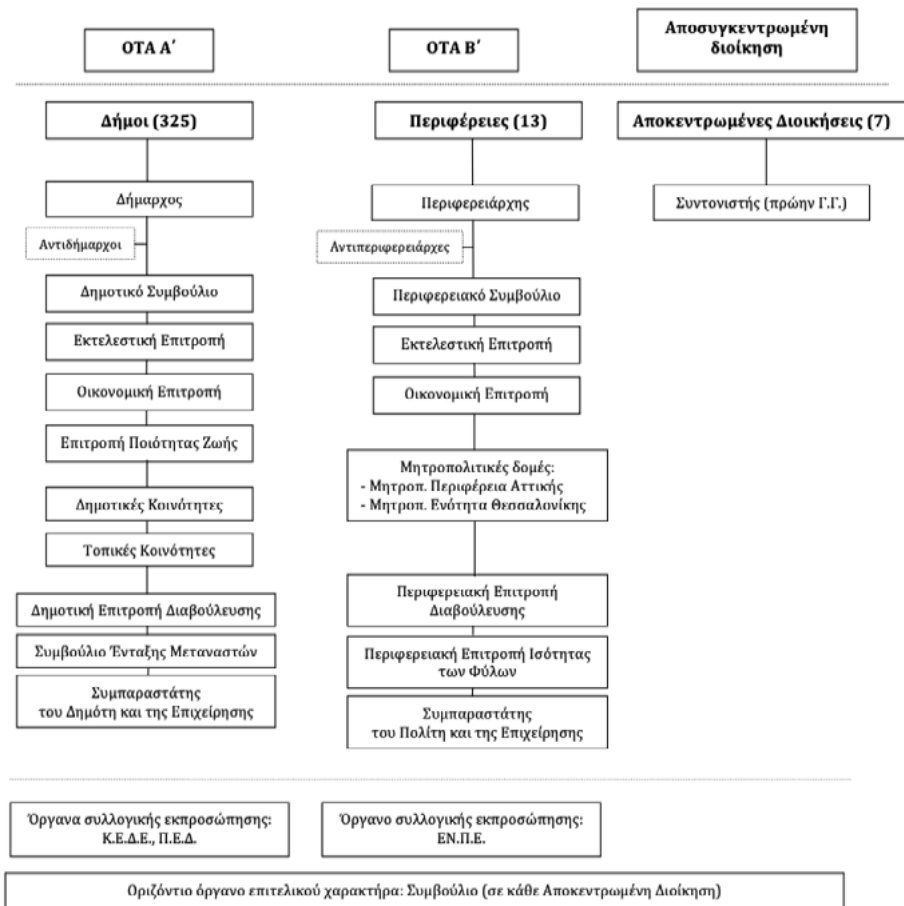 ΟΤΑ Α΄
ΟΤΑ Β΄
Αποσυγκεντρωμένη
διοίκηση
Δήμοι (325)
Δήμαρχος
Αντιδήμαρχοι
Δημοτικό Συμβούλιο
Εκτελεστική Επιτροπή
Οικονομική Επιτροπή
Επιτροπή Ποιότητας Ζωής
Δημοτικές Κοινότητες
Τοπικές Κοινότητες
Δημοτική Επιτροπή Διαβούλευσης
Συμβούλιο Ένταξης Μεταναστών
Συμπαραστάτης
του Δημότη και της Επιχείρησης
Περιφέρειες (13)
Περιφερειάρχης
Αντιπεριφερειάρχες
Περιφερειακό Συμβούλιο
Εκτελεστική Επιτροπή
Οικονομική Επιτροπή
Μητροπολιτικές δομές:
- Μητροπ. Περιφέρεια Αττικής
- Μητροπ. Ενότητα Θεσσαλονίκης
Περιφερειακή Επιτροπή
Διαβούλευσης
Περιφερειακή Επιτροπή Ισότητας
των Φύλων
Συμπαραστάτης
του Πολίτη και της Επιχείρησης
Αποκεντρωμένες Διοικήσεις (7)
Συντονιστής (πρώην Γ.Γ.)
Όργανα συλλογικής εκπροσώπησης:
Κ.Ε.Δ.Ε., Π.Ε.Δ.
Όργανο συλλογικής εκπροσώπησης:
ΕΝ.Π.Ε.
Οριζόντιο όργανο επιτελικού χαρακτήρα: Συμβούλιο (σε κάθε Αποκεντρωμένη Διοίκηση)